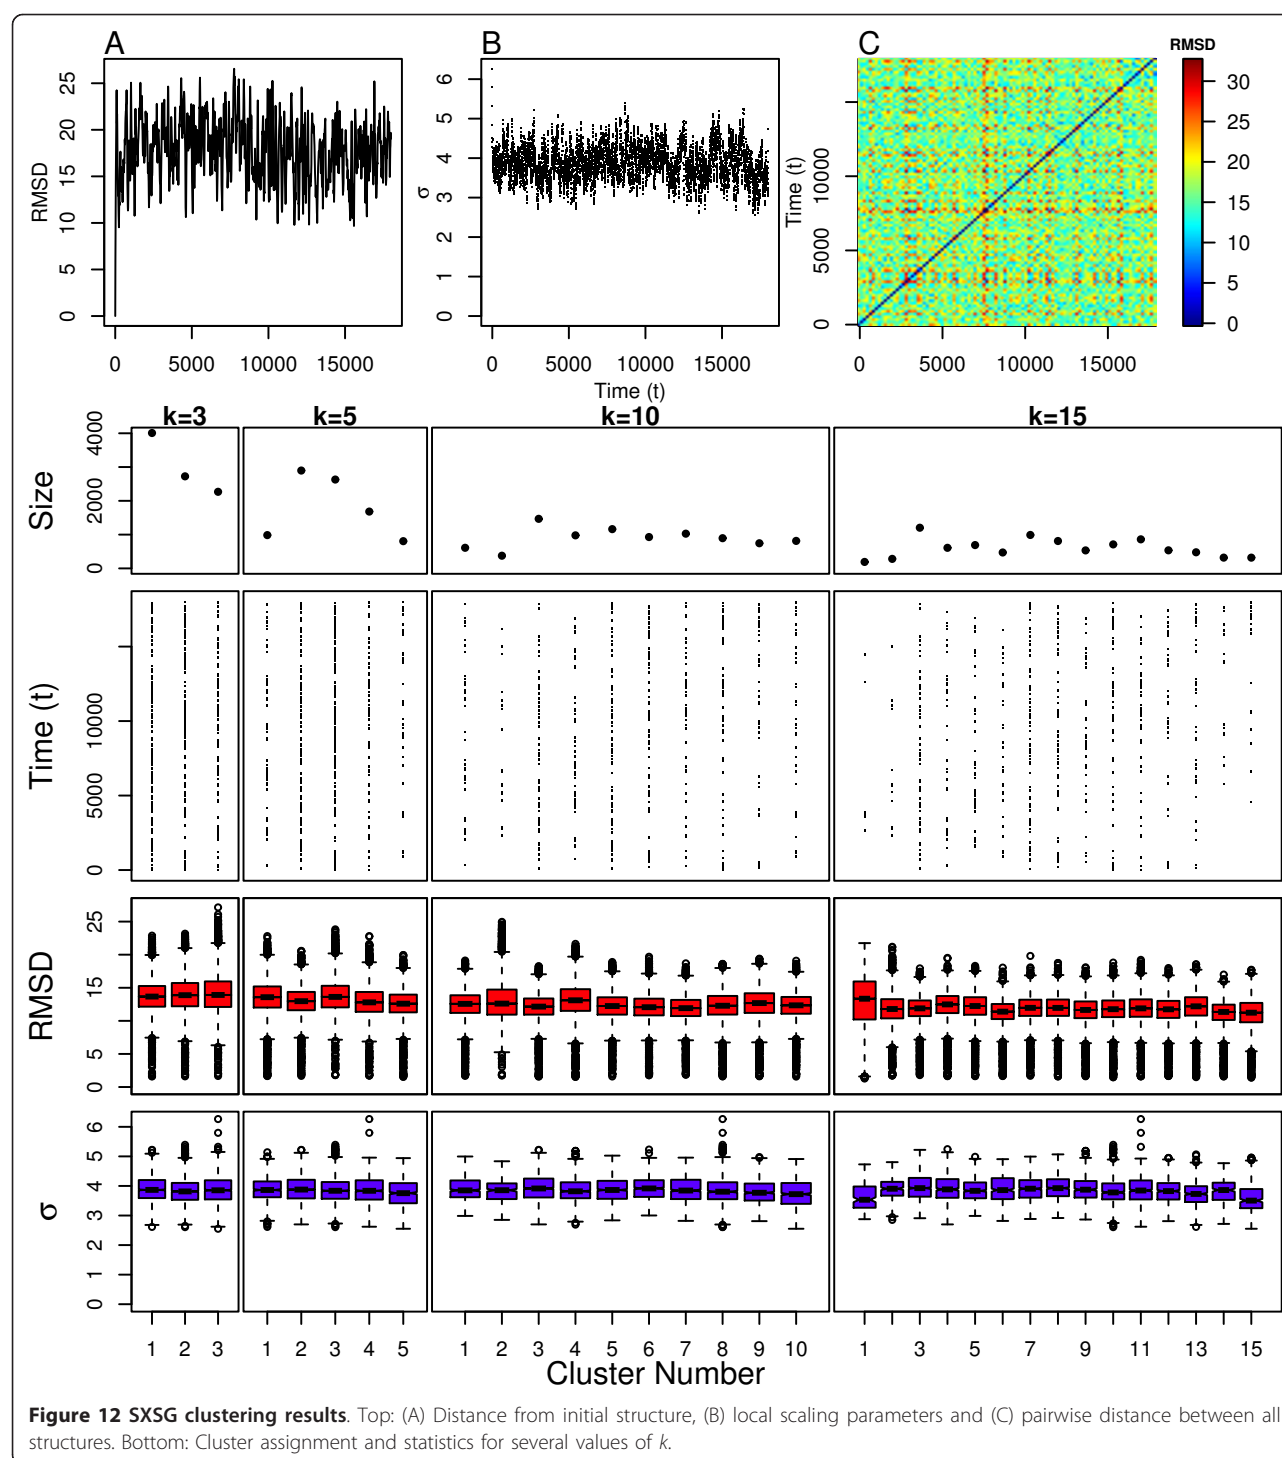 A
B
C
RMSD
RMSD
0 5 10 15 20 25
0 5000 10000 15000
σ
0 1 2 3 4 5 6
0 5000 10000 15000
Time (t)
Time (t)
0 5000 10000
0 5000 10000 15000
30
25
20
15
10
5
0
k=3 k=5 k=10 k=15
Size
0 2000 4000
Time (t)
0 5000 10000
RMSD
0 5 15 25
σ
0 1 2 3 4 5 6
1 2 3 1 2 3 4 5 1 2 3 4 5 6 7 8 9 10 1 3 5 7 9 11 13 15
Cluster Number
Figure 12 SXSG clustering results. Top: (A) Distance from initial structure, (B) local scaling parameters and (C) pairwise distance between all
structures. Bottom: Cluster assignment and statistics for several values of k.